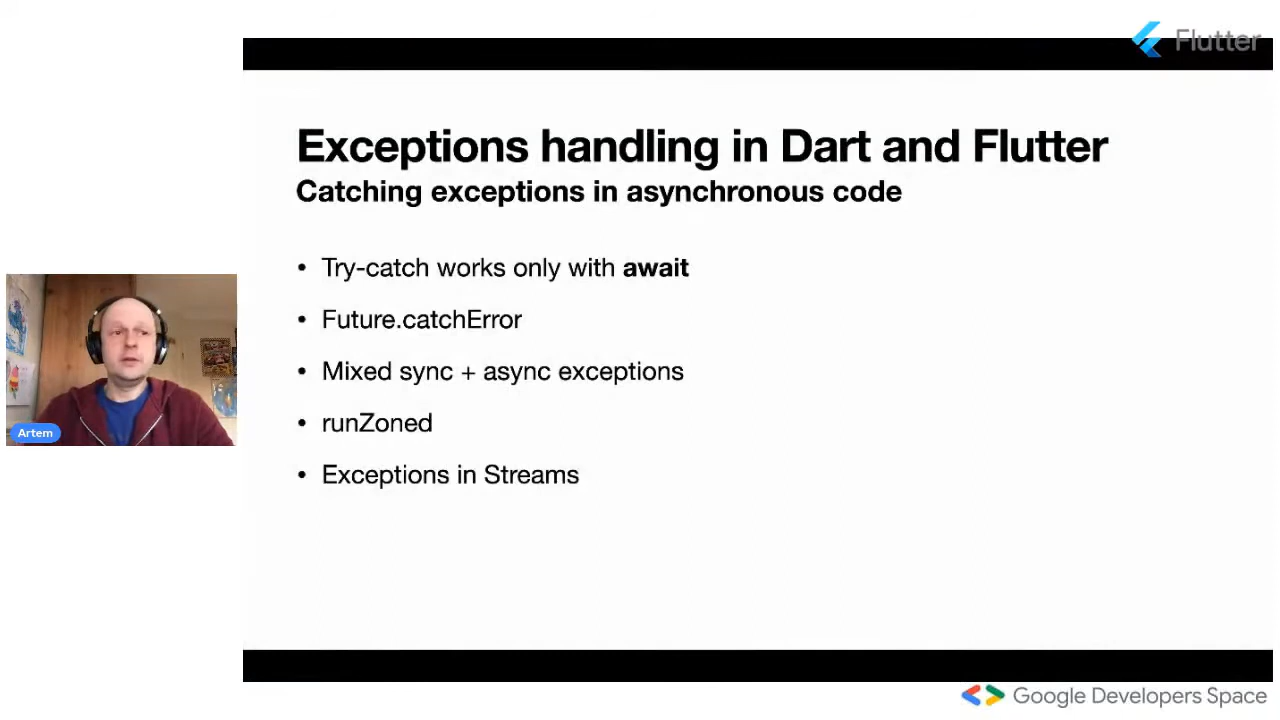 Flutter
Exceptions handling in Dart and Flutter
Catching exceptions in asynchronous code
• Try-catch works only with await
• Future.catchError
• Mixed sync + async exceptions
• runZoned
• Exceptions in Streams
Artem
Google Developers Space